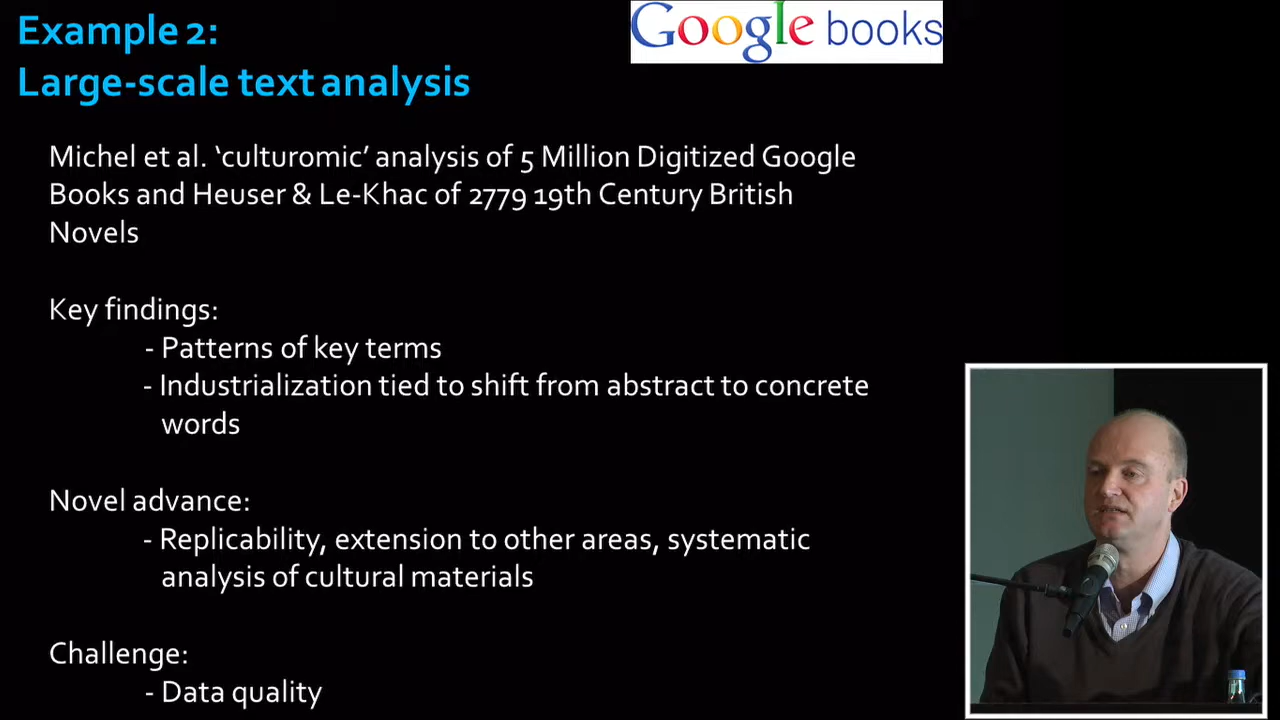 Example 2:
Google books
Large-scale text analysis
Michel et al. ‘culturomic’ analysis of 5 Million Digitized Google
Books and Heuser & Le-Khac of 2779 19th Century British
Novels
Key findings:
- Patterns of key terms
- Industrialization tied to shift from abstract to concrete
words
Novel advance:
- Replicability, extension to other areas, systematic
analysis of cultural materials
Challenge:
- Data quality